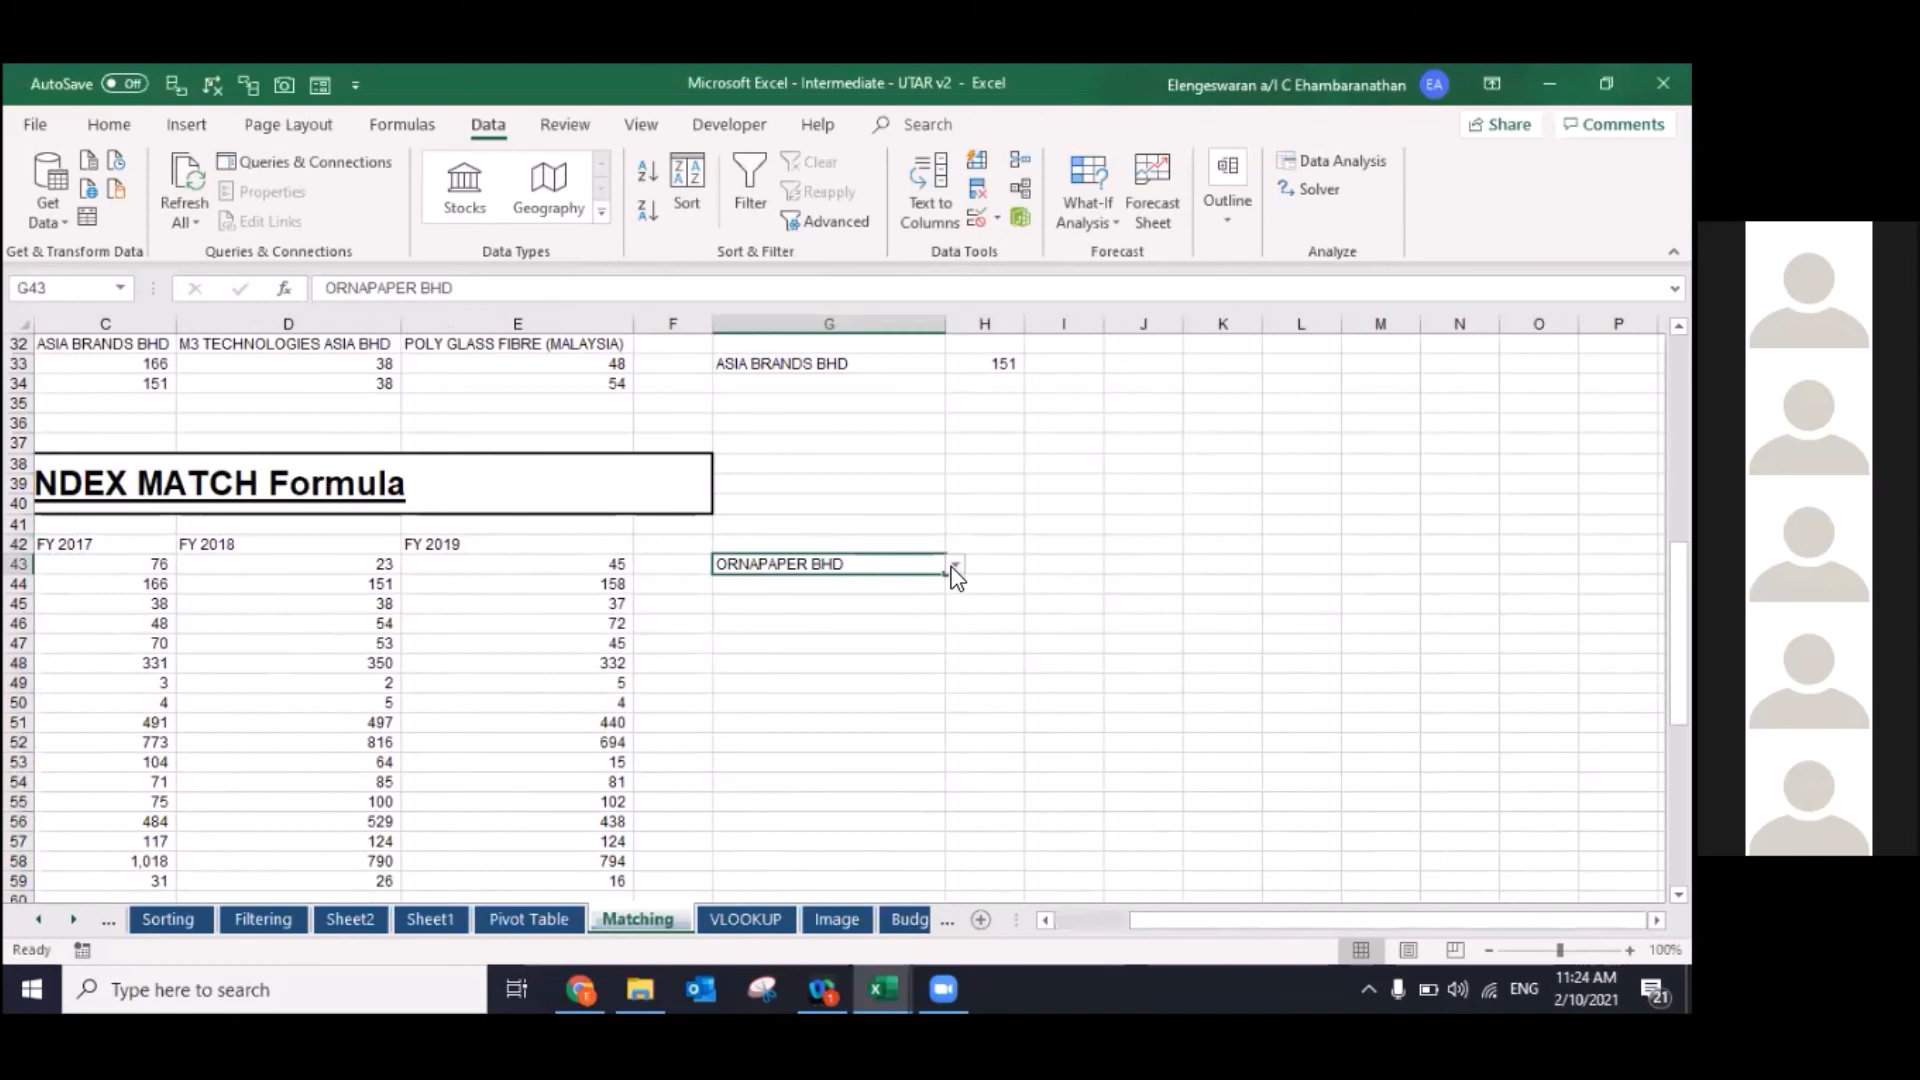 AutoSave Off Microsoft Excel - Intermediate - UTAR v2 - Excel Elengeswaran a/l C Ehambaranathan EA
File Home Insert Page Layout Formulas Data Review View Developer Help Search Share Comments
Get Data
Refresh All
Queries & Connections
Properties
Edit Links
Stocks
Geography
Sort
Filter
Clear
Reapply
Advanced
Text to Columns
What-If Analysis
Forecast Sheet
Outline
Data Analysis
Solver
Get & Transform Data Queries & Connections Data Types Sort & Filter Data Tools Forecast Analyze
G43 fx ORNAPAPER BHD
C D E F G H I J K L M N O P
32 ASIA BRANDS BHD M3 TECHNOLOGIES ASIA BHD POLY GLASS FIBRE (MALAYSIA)
33 166 38 48 ASIA BRANDS BHD 151
34 151 38 54
35
36
37
38
39 NDEX MATCH Formula
40
41
42 FY 2017 FY 2018 FY 2019
43 76 23 45 ORNAPAPER BHD
44 166 151 158
45 38 38 37
46 48 54 72
47 70 53 45
48 331 350 332
49 3 2 5
50 4 5 4
51 491 497 440
52 773 816 694
53 104 64 15
54 71 85 81
55 75 100 102
56 484 529 438
57 117 124 124
58 1,018 790 794
59 31 26 16
60
... Sorting Filtering Sheet2 Sheet1 Pivot Table Matching VLOOKUP Image Budg ...
Ready 100%
Type here to search ENG 11:24 AM
2/10/2021 21